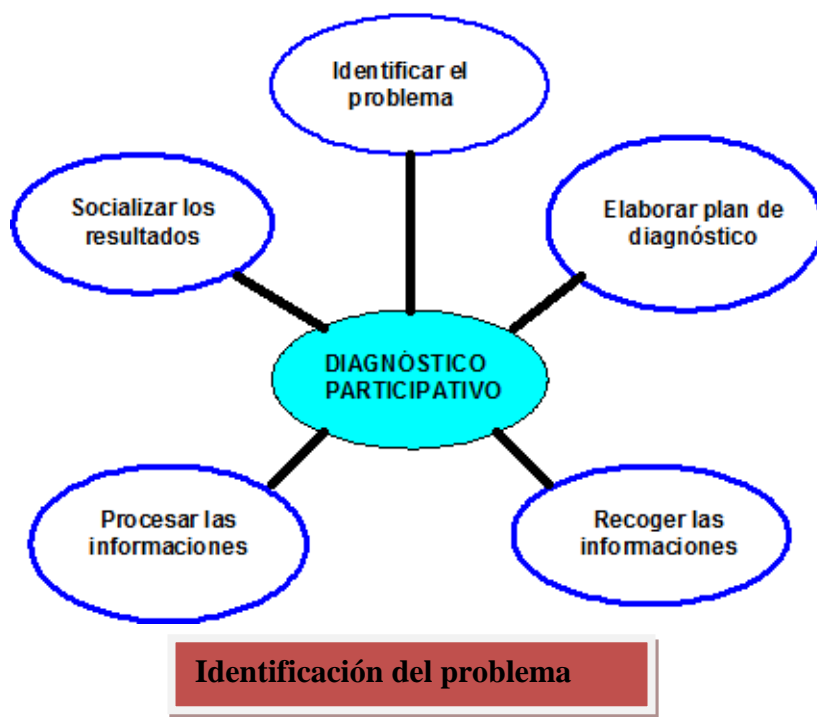 Identificar el
problema
Socializar los
resultados
Elaborar plan de
diagnóstico
DIAGNÓSTICO
PARTICIPATIVO
Procesar las
informaciones
Recoger las
informaciones
Identificación del problema